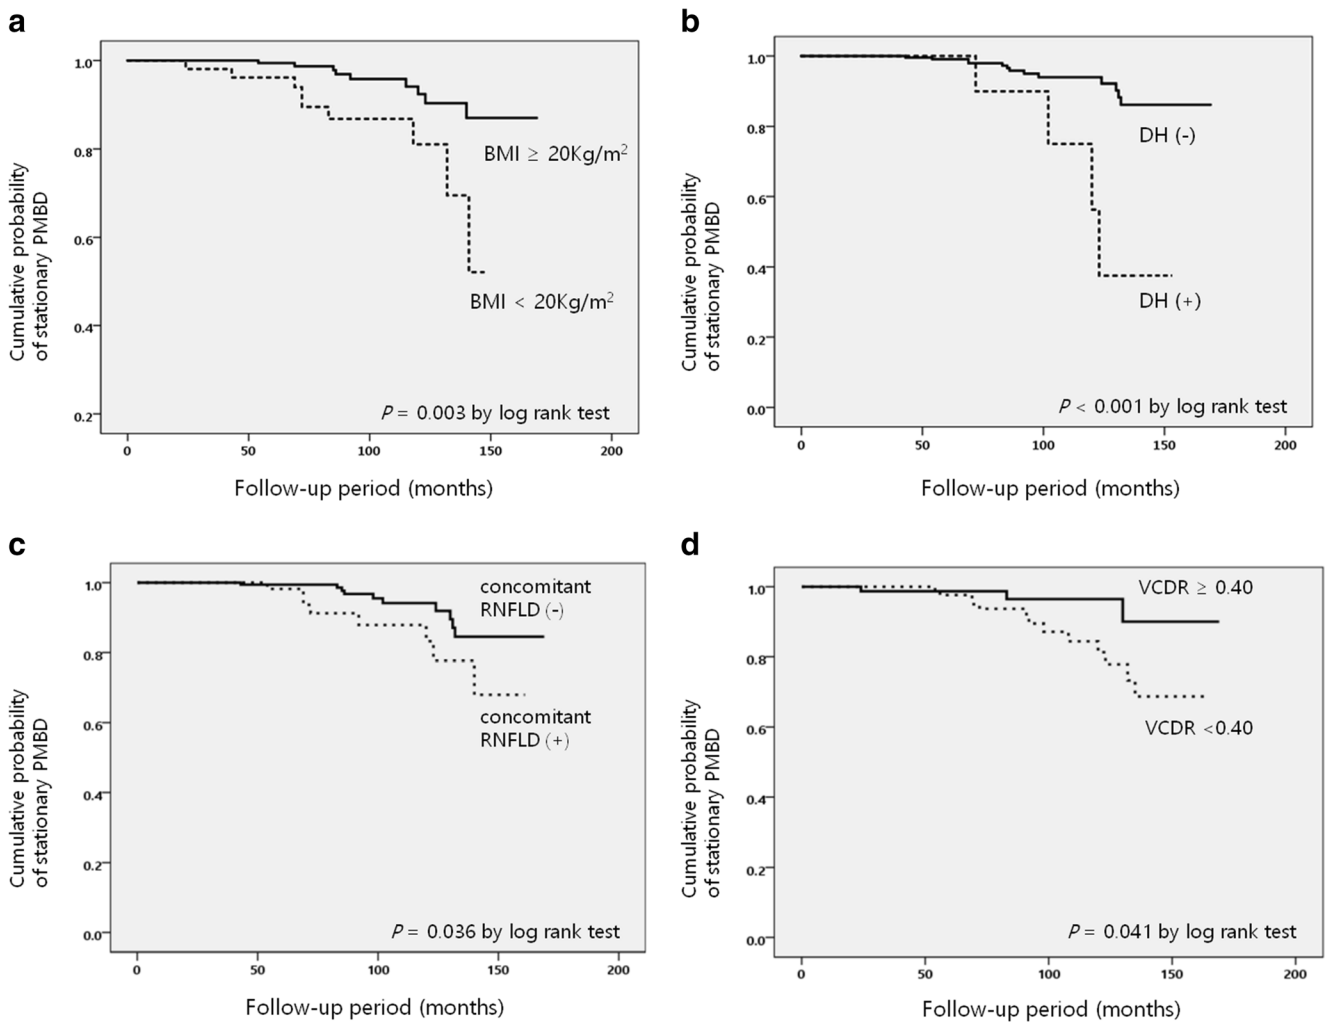 a
Cumulative probability
of stationary PMBD
1.0
0.8
0.6
0.4
0.2
BMI ≥ 20Kg/m²
BMI < 20Kg/m²
P = 0.003 by log rank test
0 50 100 150 200
Follow-up period (months)
b
Cumulative probability
of stationary PMBD
1.0
0.8
0.6
0.4
0.2
0.0
DH (-)
DH (+)
P < 0.001 by log rank test
0 50 100 150 200
Follow-up period (months)
c
Cumulative probability
of stationary PMBD
1.0
0.8
0.6
0.4
0.2
0.0
concomitant
RNFLD (-)
concomitant
RNFLD (+)
P = 0.036 by log rank test
0 50 100 150 200
Follow-up period (months)
d
Cumulative probability
of stationary PMBD
1.0
0.8
0.6
0.4
0.2
0.0
VCDR ≥ 0.40
VCDR <0.40
P = 0.041 by log rank test
0 50 100 150 200
Follow-up period (months)